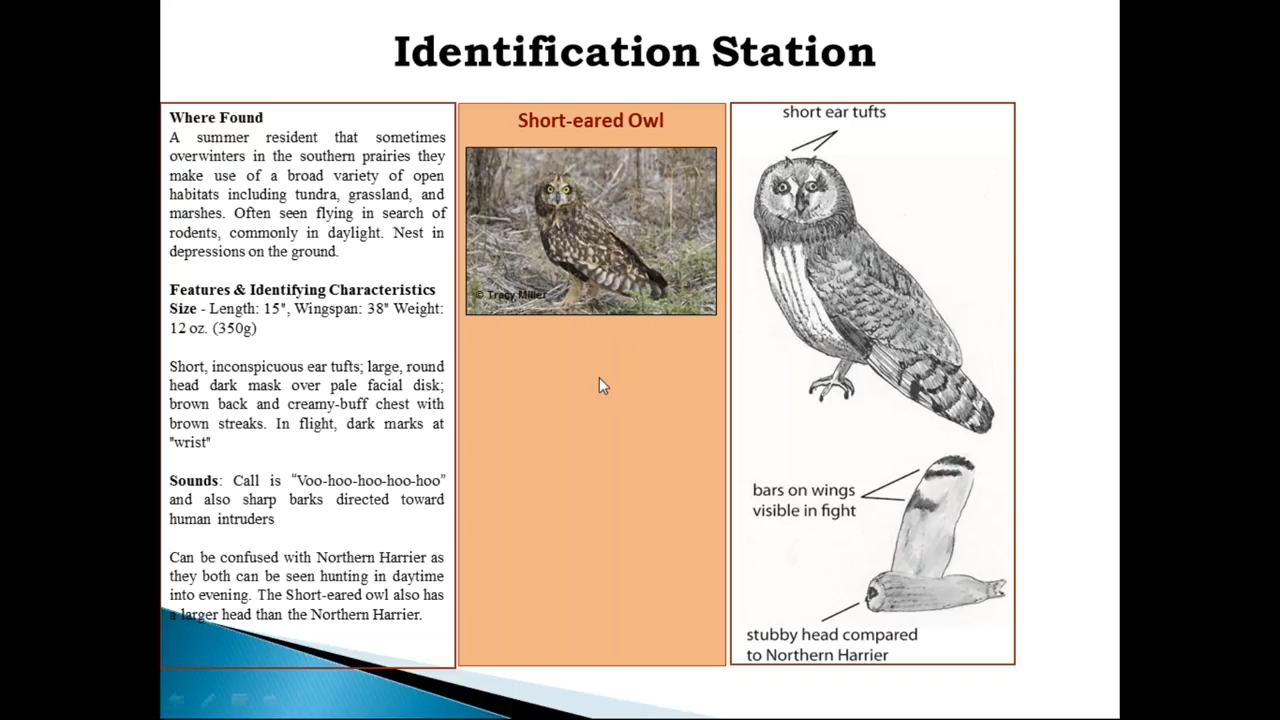 Identification Station
Where Found
A summer resident that sometimes
overwinters in the southern prairies they
make use of a broad variety of open
habitats including tundra, grassland, and
marshes. Often seen flying in search of
rodents, commonly in daylight. Nest in
depressions on the ground.
Features & Identifying Characteristics
Size - Length: 15", Wingspan: 38" Weight:
12 oz. (350g)
Short, inconspicuous ear tufts; large, round
head dark mask over pale facial disk;
brown back and creamy-buff chest with
brown streaks. In flight, dark marks at
"wrist"
Sounds: Call is “Voo-hoo-hoo-hoo-hoo”
and also sharp barks directed toward
human intruders
Can be confused with Northern Harrier as
they both can be seen hunting in daytime
into evening. The Short-eared owl also has
a larger head than the Northern Harrier.
Short-eared Owl
© Tracy Miller
short ear tufts
bars on wings
visible in fight
stubby head compared
to Northern Harrier